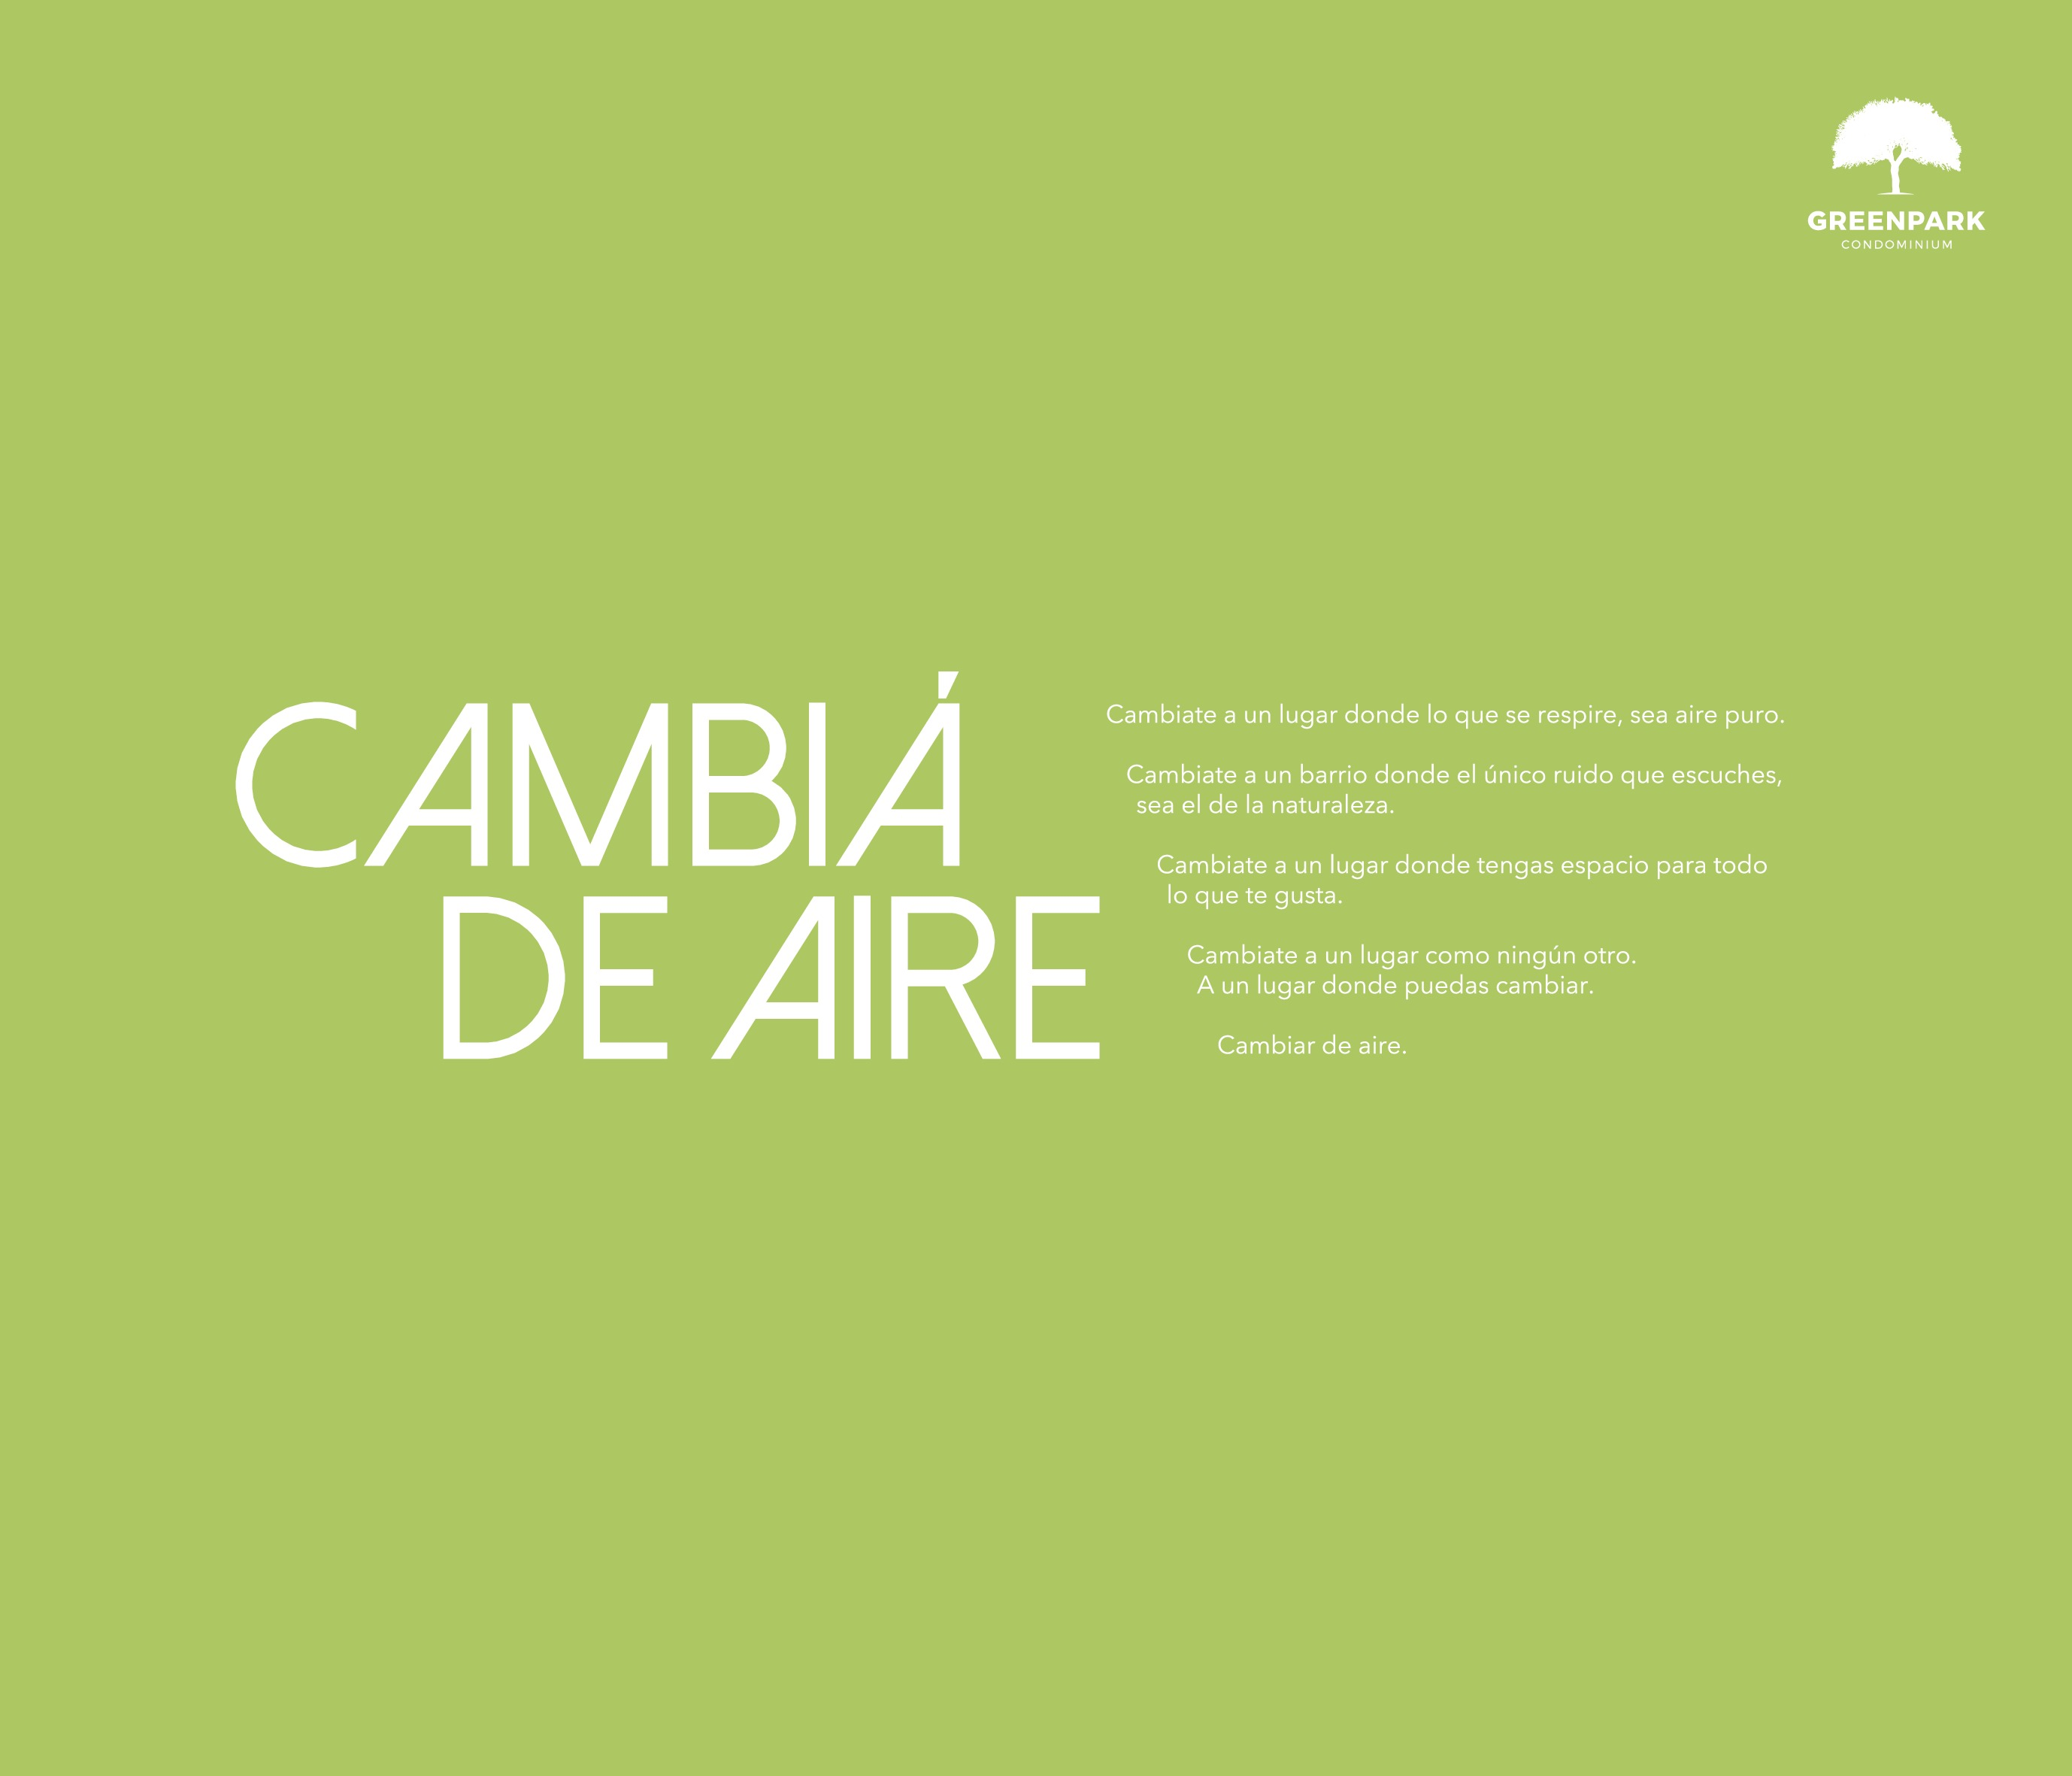 GREENPARK
CONDOMINIUM
CAMBIÁ
DE AIRE
Cambiate a un lugar donde lo que se respire, sea aire puro.
Cambiate a un barrio donde el único ruido que escuches,
sea el de la naturaleza.
Cambiate a un lugar donde tengas espacio para todo
lo que te gusta.
Cambiate a un lugar como ningún otro.
A un lugar donde puedas cambiar.
Cambiar de aire.